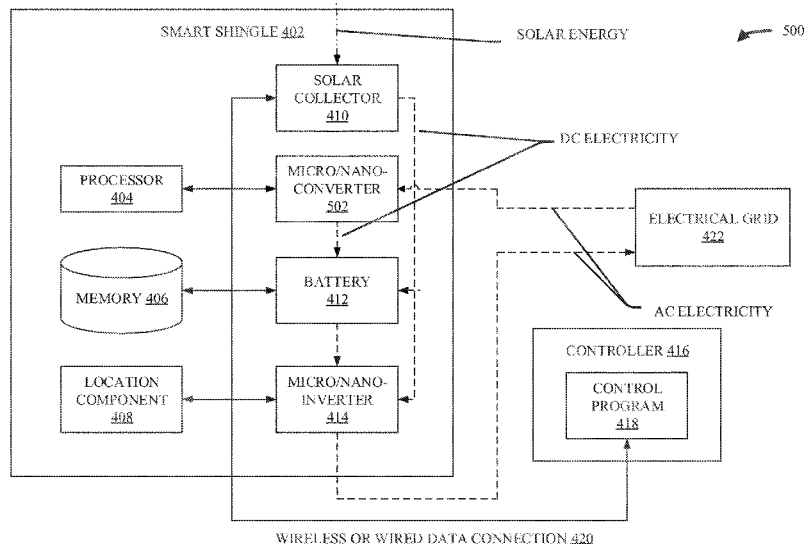 SMART SHINGLE 402
SOLAR ENERGY
500
SOLAR
COLLECTOR
410
DC ELECTRICITY
PROCESSOR
404
MICRO/NANO-
CONVERTER
502
ELECTRICAL GRID
422
MEMORY 406
BATTERY
412
AC ELECTRICITY
CONTROLLER 416
LOCATION
COMPONENT
408
MICRO/NANO-
INVERTER
414
CONTROL
PROGRAM
418
WIRELESS OR WIRED DATA CONNECTION 420